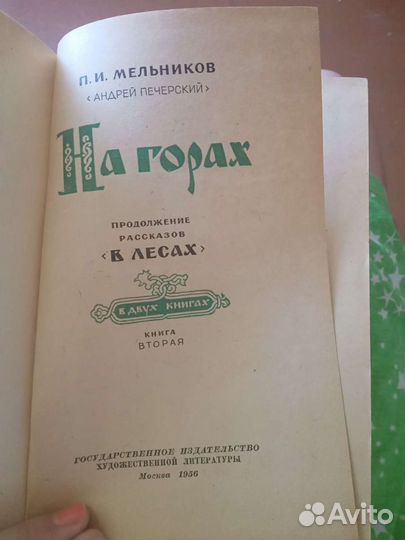 П. И. МЕЛЬНИКОВ
‹АНДРЕЙ ПЕЧЕРСКИЙ›
На горах
ПРОДОЛЖЕНИЕ
РАССКАЗОВ
‹В ЛЕСАХ›
В ДВУХ КНИГАХ
КНИГА
ВТОРАЯ
ГОСУДАРСТВЕННОЕ ИЗДАТЕЛЬСТВО
ХУДОЖЕСТВЕННОЙ ЛИТЕРАТУРЫ
Москва 1956
Avito